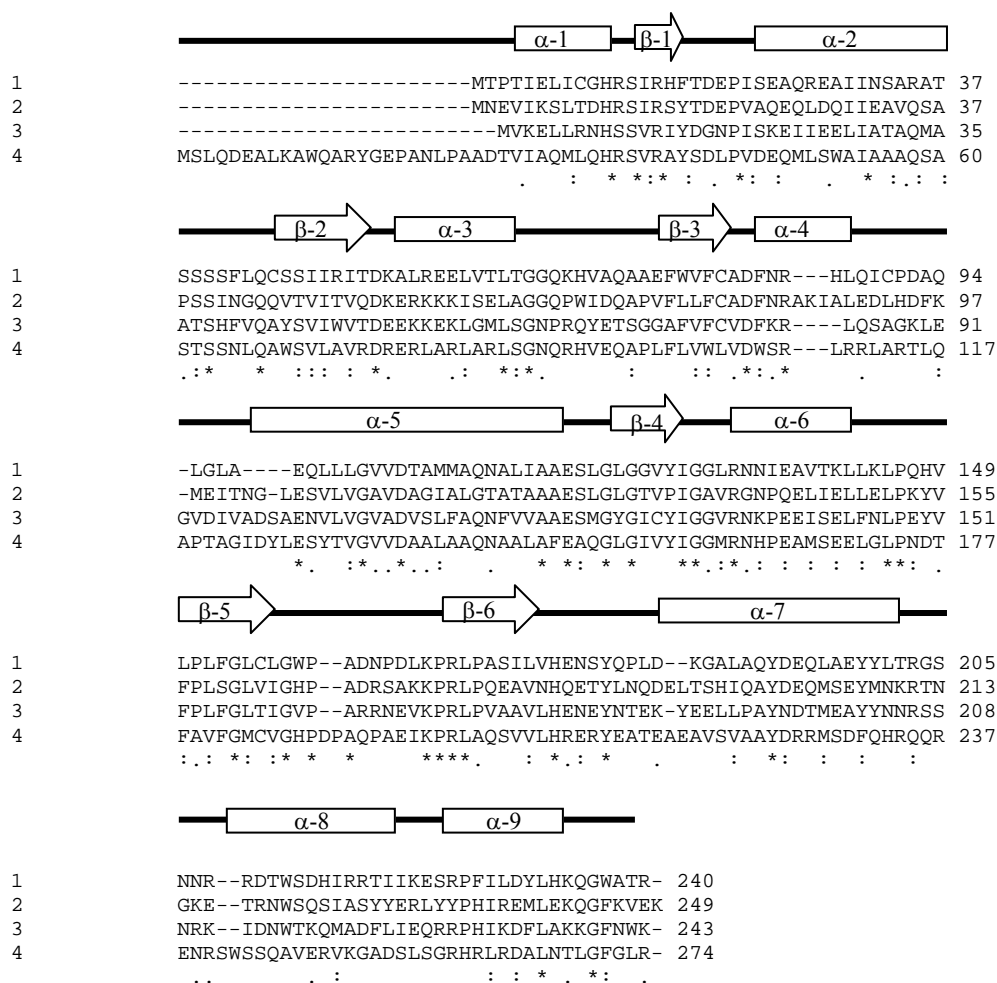 α-1 β-1 α-2
1 ------------------------MTPTIELICGHRSIRHFTDEPISEAQREAIINSARAT 37
2 ------------------------MNEVIKSLTDHRSIRSYTDEPVAQEQLDQIIEAVQSA 37
3 --------------------------MVKELLRNHSSVRIYDGNPISKEIIEELIATAQMA 35
4 MSLQDEALKAWQARYGEPANLPAADTVIAQMLQHRSVRAYSDLPVDEQMLSWAIAAAQSA 60
. : * *:* : . *: : . * :.: :
β-2 α-3 β-3 α-4
1 SSSSFLQCSSIIRITDKALREELVTLTGGQKHVAQAAEFWVFCADFNR---HLQICPDAQ 94
2 PSSINGQQVTVITVQDKERKKKISELAGGQPWIDQAPVFLLFCADFNRAKIALEDLHDFK 97
3 ATSHFVQAYSVIWVTDEEKKEKLGMLSGNPRQYETSGGAFVFCVDFKR----LQSAGKLE 91
4 STSSNLQAWSVLAVRDRERLARLARLSGNQRHVEQAPLFLVWLVDWSR---LRRLARTLQ 117
.:* * ::: : *. .: *:*. : :: .*:.* . :
α-5 β-4 α-6
1 -LGLA----EQLLLGVVDTAMMAQNALIAAESLGLGGVYIGGLRNNIEAVTKLLKLPQHV 149
2 -MEITNG-LESVLVGAVDAGIALGTATAAAESLGLGTVPIGAVRGNPQELIELLELPKYV 155
3 GVDIVADSAENVLVGVADVSLFAQNFVVAAESMGYGICYIGGVRNKPEEISELFNLPEYV 151
4 APTAGIDYLESYTVGVVDAALAAQNAALAFEAQGLGIVYIGGMRNHPEAMSEELGLPNDT 177
*. :*..*..: . * *: * * **.:*.: : : : : **: .
β-5 β-6 α-7
1 LPLFGLCLGWP--ADNPDLKPRLPASILVHENSYQPLD--KGALAQYDEQLAEYYLTRGS 205
2 FPLSGLVIGHP--ADRSAKKPRLPQEAVNHQETYLNQDELTSHIQAYDEQMSEYMNKRTN 213
3 FPLFGLTIGVP--ARRNEVKPRLPVAAVLHENEYNTEK-YEELLPAYNDTMEAYYNNRSS 208
4 FAVFGMCVGHPDPAQPAEIKPRLAQSVVLHRERYEATEAEAVSVAAYDRRMSDFQHRQQR 237
:.: *: :* * * ****. : *.: * . : *: : : :
α-8 α-9
1 NNR--RDTWSDHIRRTIIKESRPFILDYLHKQGWATR- 240
2 GKE--TRNWSQSIASYYERLYYPHIREMLEKQGFKVEK 249
3 NRK--IDNWTKQMADFLIEQRRPHIKDFLAKKGFNWK- 243
4 ENRSWSSQAVERVKGADSLSGRHRLRDALNTLGFGLR- 274
.. . : : : * . *: .